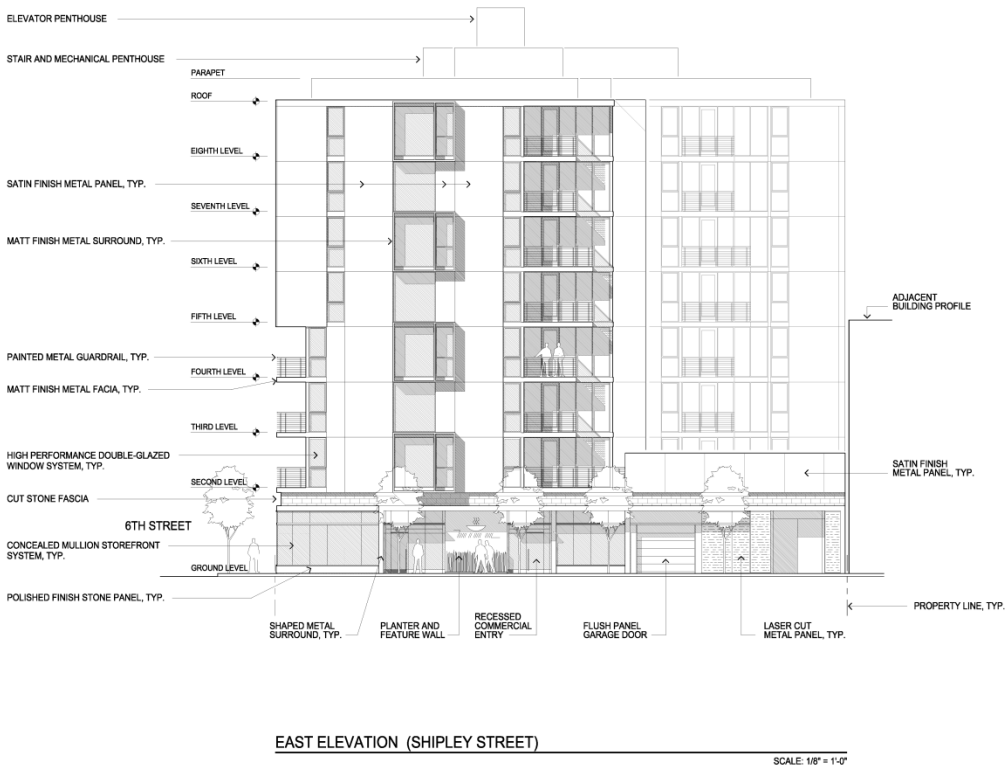 ELEVATOR PENTHOUSE
STAIR AND MECHANICAL PENTHOUSE
PARAPET
ROOF
EIGHTH LEVEL
SATIN FINISH METAL PANEL, TYP.
SEVENTH LEVEL
MATT FINISH METAL SURROUND, TYP.
SIXTH LEVEL
ADJACENT
BUILDING PROFILE
FIFTH LEVEL
PAINTED METAL GUARDRAIL, TYP.
FOURTH LEVEL
MATT FINISH METAL FACIA, TYP.
THIRD LEVEL
HIGH PERFORMANCE DOUBLE-GLAZED
WINDOW SYSTEM, TYP.
SATIN FINISH
METAL PANEL, TYP.
SECOND LEVEL
CUT STONE FASCIA
6TH STREET
CONCEALED MULLION STOREFRONT
SYSTEM, TYP.
GROUND LEVEL
POLISHED FINISH STONE PANEL, TYP.
PROPERTY LINE, TYP.
SHAPED METAL
SURROUND, TYP.
PLANTER AND
FEATURE WALL
RECESSED
COMMERCIAL
ENTRY
FLUSH PANEL
GARAGE DOOR
LASER CUT
METAL PANEL, TYP.
EAST ELEVATION (SHIPLEY STREET)
SCALE: 1/8" = 1'-0"